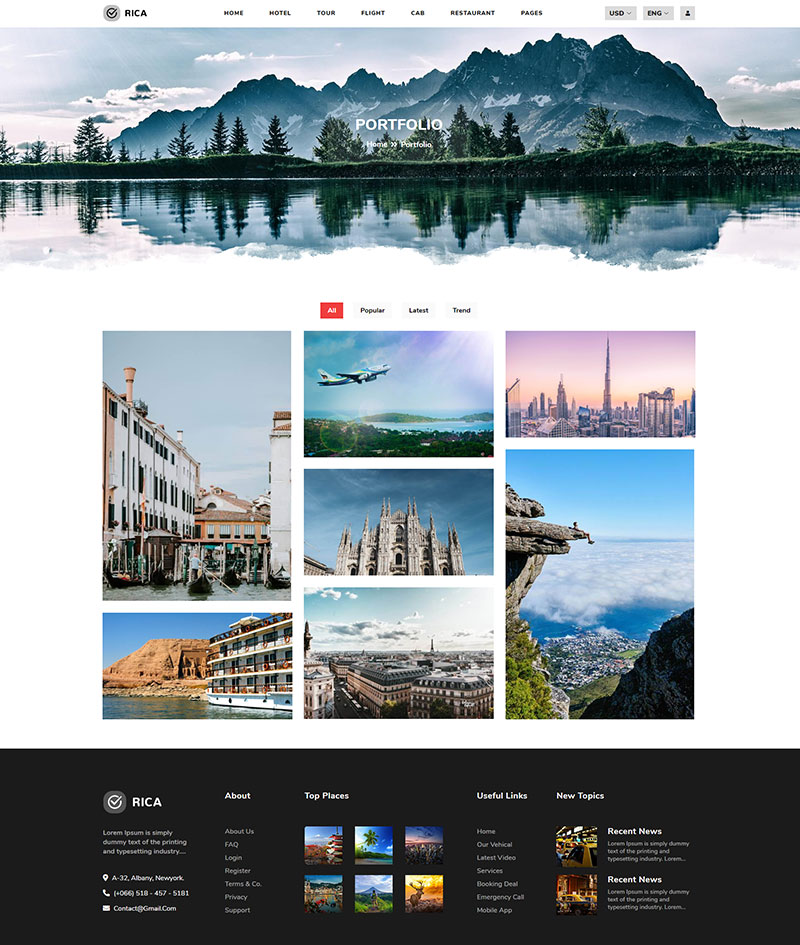 RICA
HOME HOTEL TOUR FLIGHT CAB RESTAURANT PAGES
USD ENG
PORTFOLIO
Home » Portfolio
All Popular Latest Trend
RICA
Lorem Ipsum is simply
dummy text of the printing
and typesetting industry....
A-32, Albany, Newyork.
(+066) 518 - 457 - 5181
Contact@Gmail.Com
About
About Us
FAQ
Login
Register
Terms & Co.
Privacy
Support
Top Places
Useful Links
Home
Our Vehical
Latest Video
Services
Booking Deal
Emergency Call
Mobile App
New Topics
Recent News
Lorem Ipsum is simply dummy
text of the printing and
typesetting industry. Lorem...
Recent News
Lorem Ipsum is simply dummy
text of the printing and
typesetting industry. Lorem...